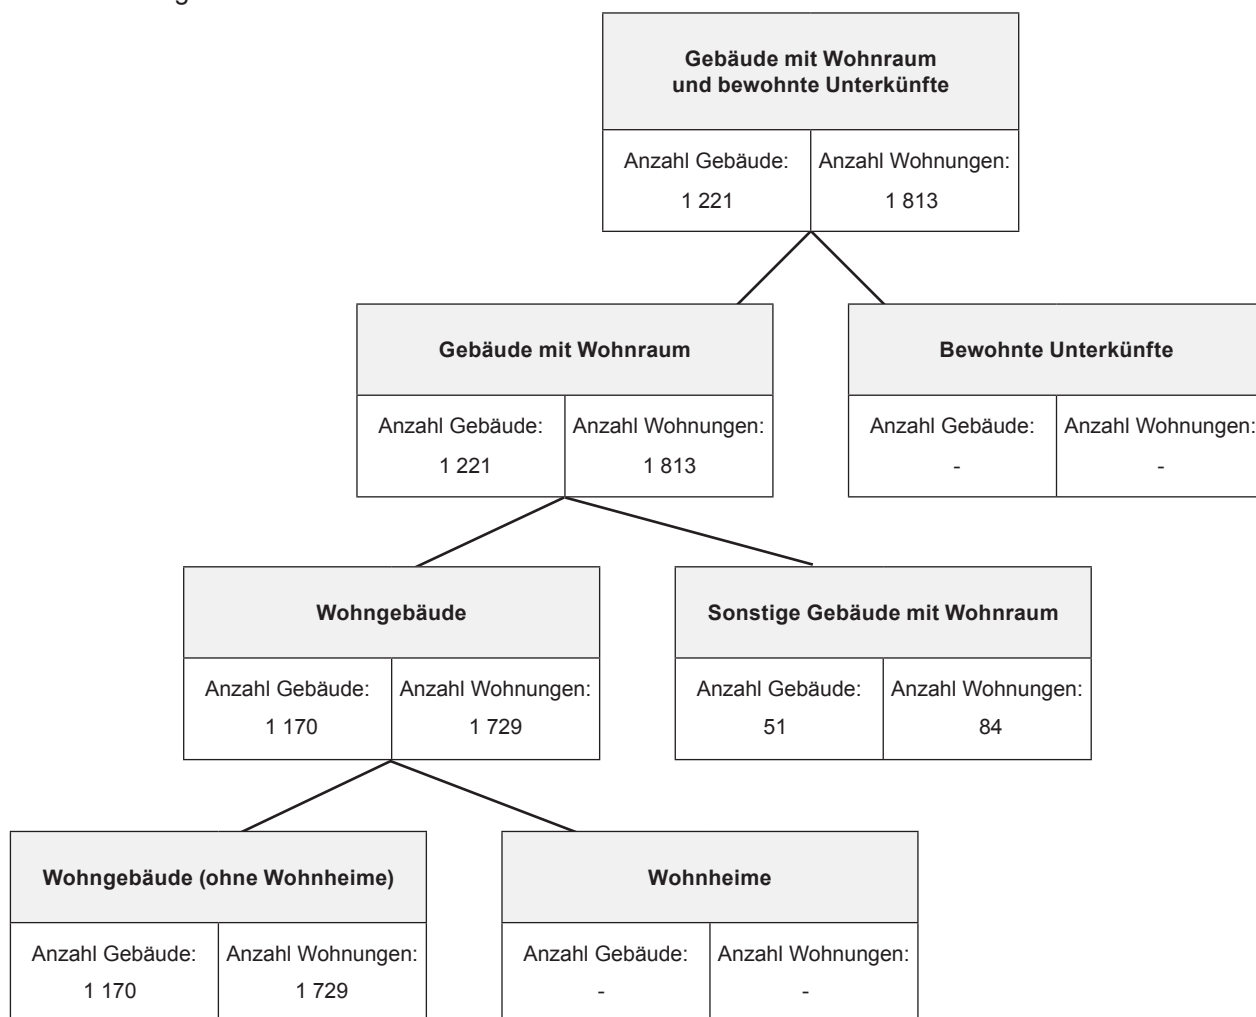 Gebäude mit Wohnraum
und bewohnte Unterkünfte
Anzahl Gebäude: Anzahl Wohnungen:
1 221 1 813
Gebäude mit Wohnraum Bewohnte Unterkünfte
Anzahl Gebäude: Anzahl Wohnungen: Anzahl Gebäude: Anzahl Wohnungen:
1 221 1 813 - -
Wohngebäude Sonstige Gebäude mit Wohnraum
Anzahl Gebäude: Anzahl Wohnungen: Anzahl Gebäude: Anzahl Wohnungen:
1 170 1 729 51 84
Wohngebäude (ohne Wohnheime) Wohnheime
Anzahl Gebäude: Anzahl Wohnungen: Anzahl Gebäude: Anzahl Wohnungen:
1 170 1 729 - -